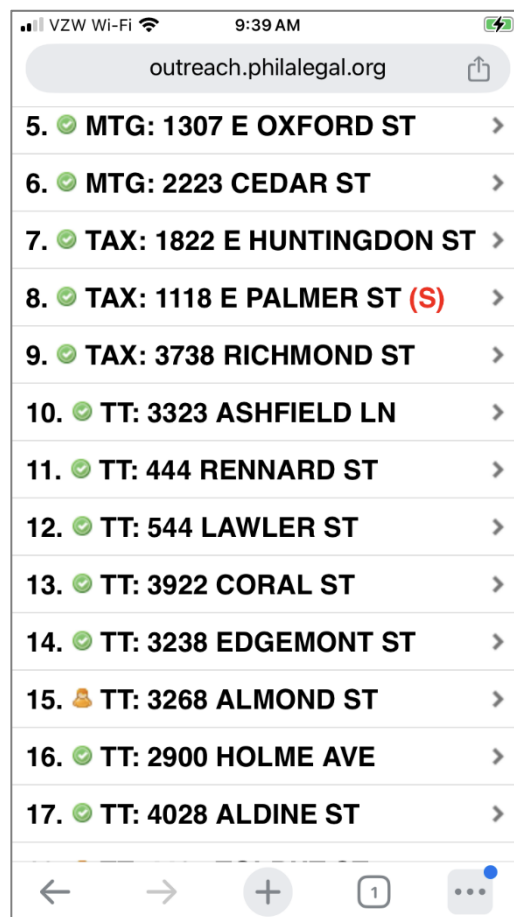 VZW Wi-Fi 9:39 AM
outreach.philalegal.org
5. MTG: 1307 E OXFORD ST
6. MTG: 2223 CEDAR ST
7. TAX: 1822 E HUNTINGDON ST
8. TAX: 1118 E PALMER ST (S)
9. TAX: 3738 RICHMOND ST
10. TT: 3323 ASHFIELD LN
11. TT: 444 RENNARD ST
12. TT: 544 LAWLER ST
13. TT: 3922 CORAL ST
14. TT: 3238 EDGEMONT ST
15. TT: 3268 ALMOND ST
16. TT: 2900 HOLME AVE
17. TT: 4028 ALDINE ST
1